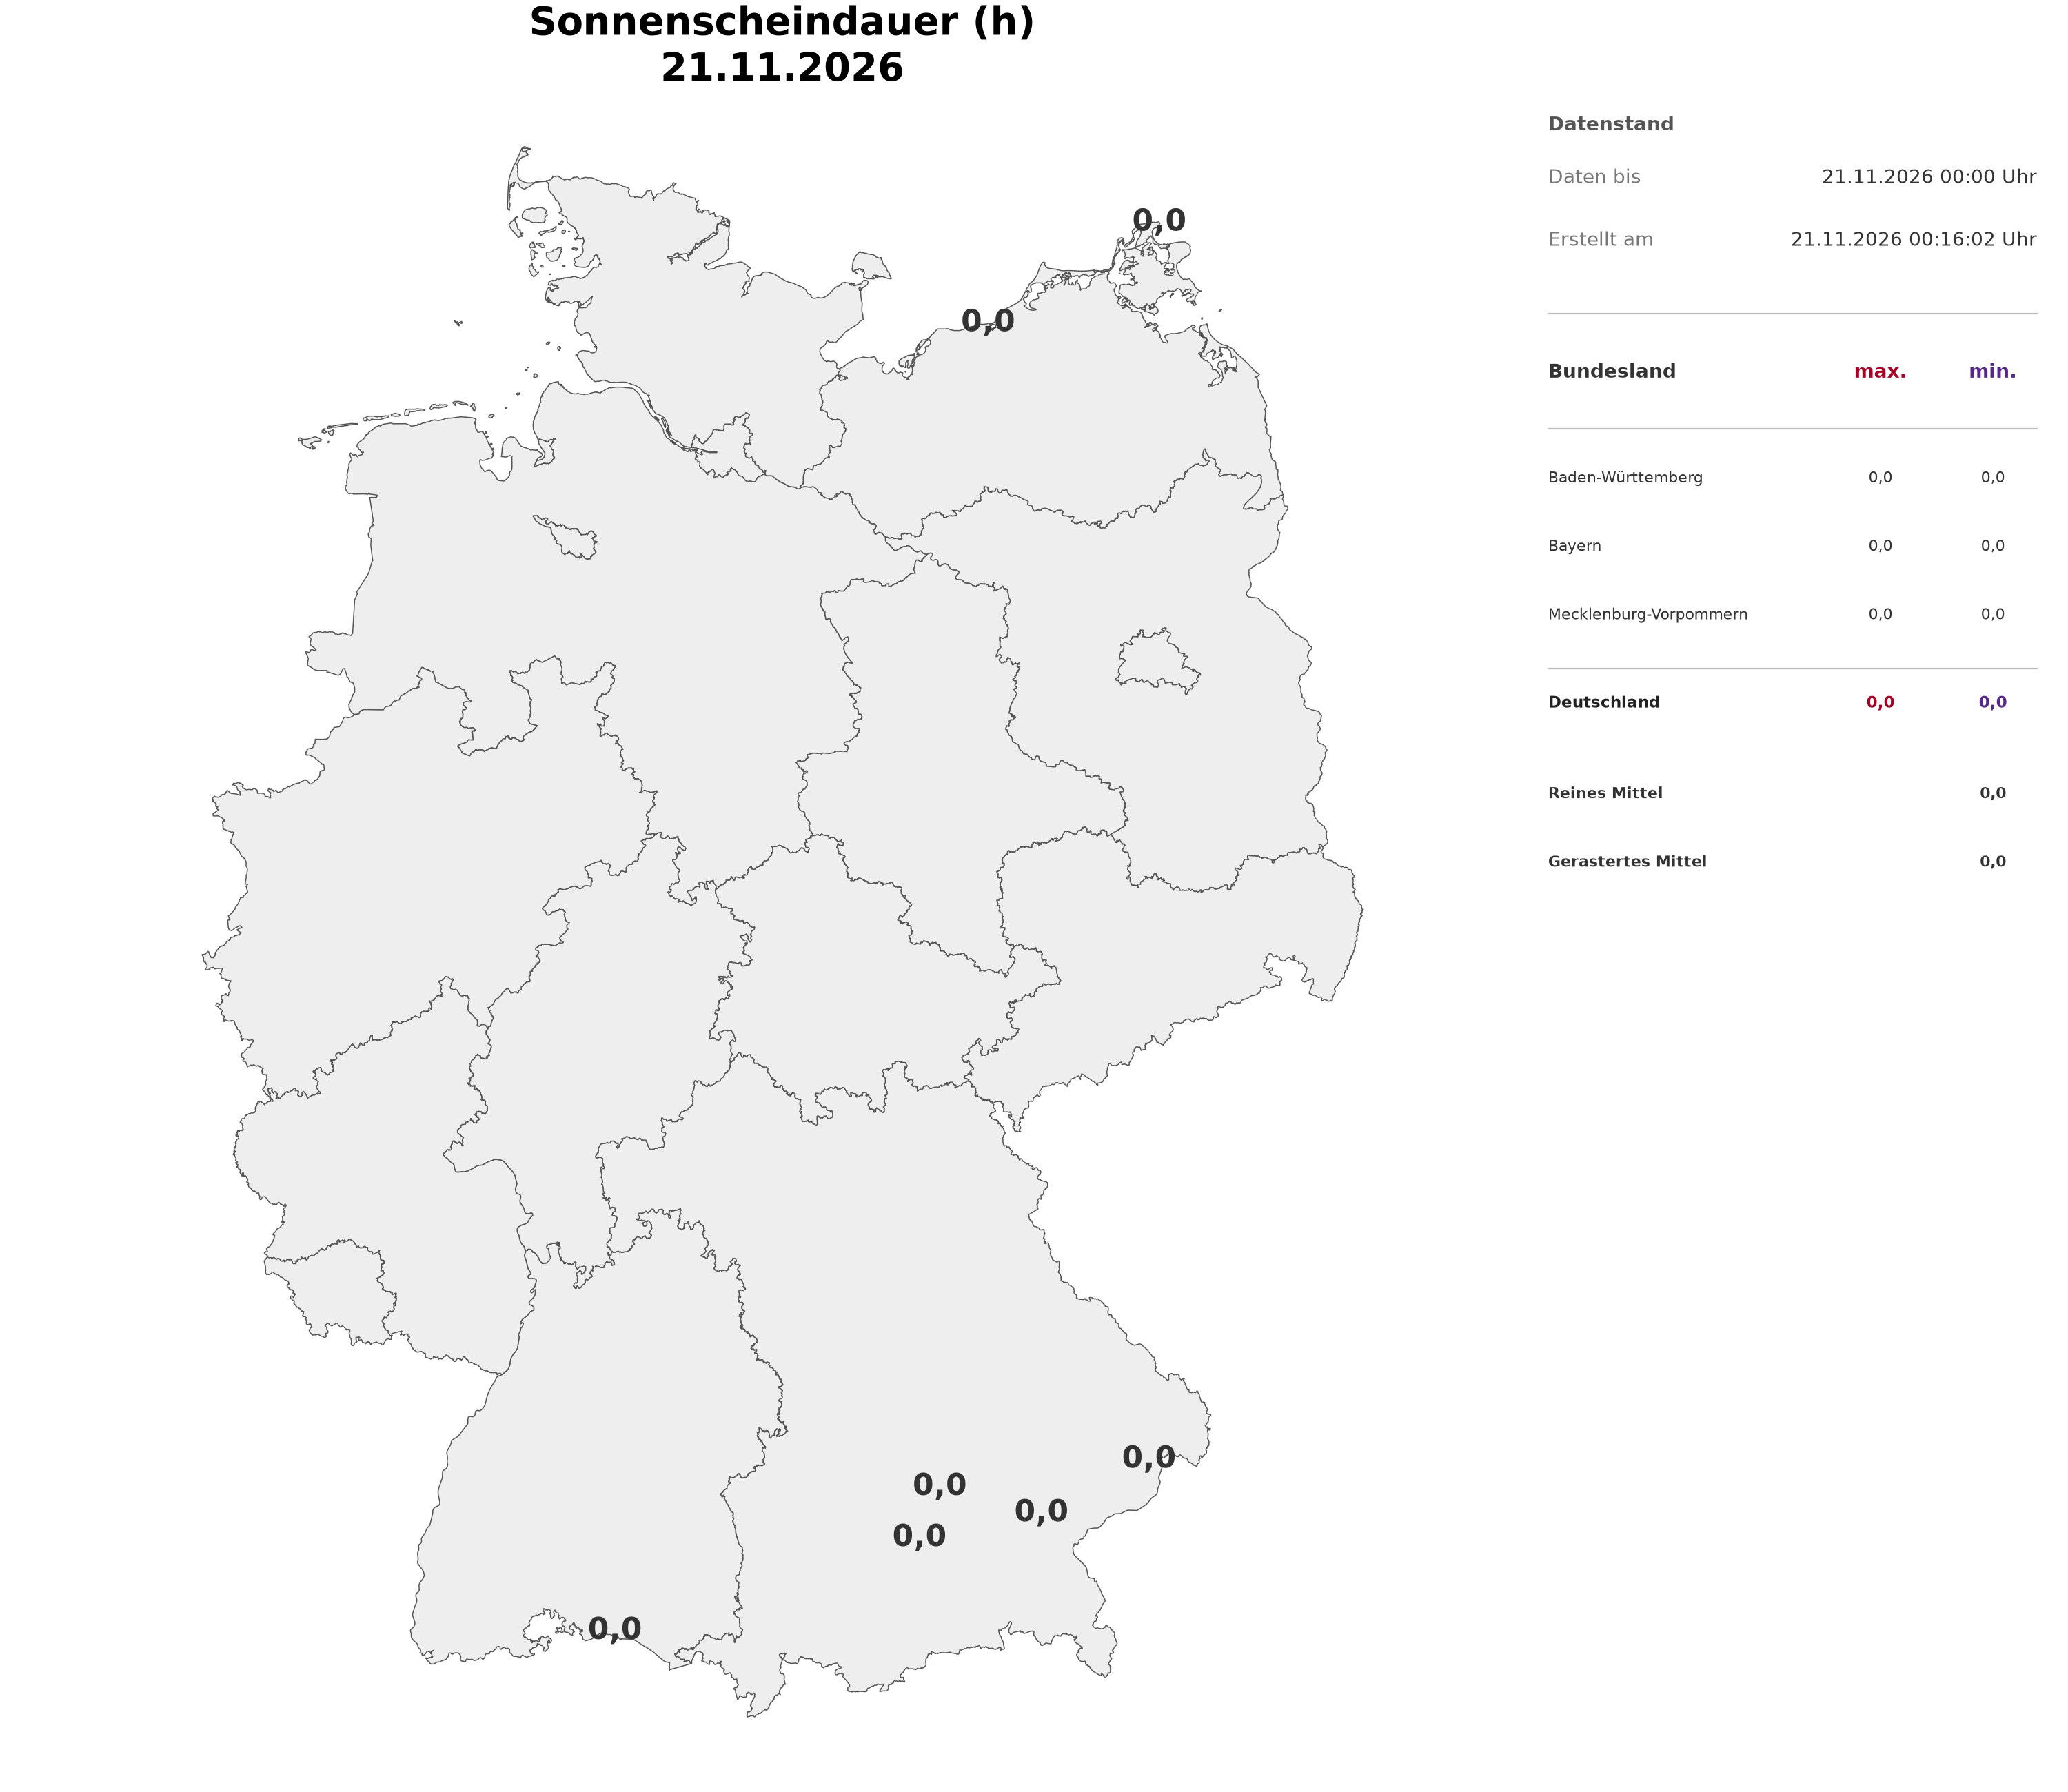 Sonnenscheindauer (h)
21.11.2026
Datenstand
Daten bis 21.11.2026 00:00 Uhr
Erstellt am 21.11.2026 00:16:02 Uhr
Bundesland max. min.
Baden-Württemberg 0,0 0,0
Bayern 0,0 0,0
Mecklenburg-Vorpommern 0,0 0,0
Deutschland 0,0 0,0
Reines Mittel 0,0
Gerastertes Mittel 0,0
0,0
0,0
0,0
0,0
0,0
0,0
0,0